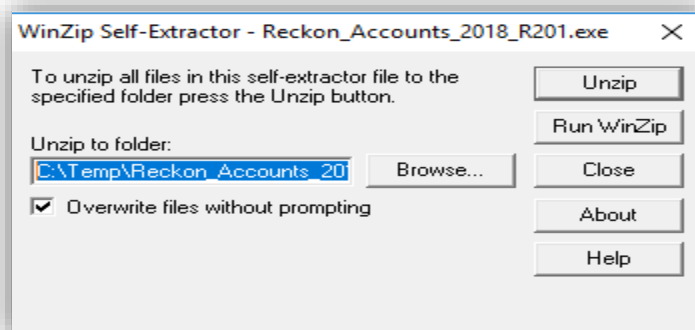 WinZip Self-Extractor - Reckon_Accounts_2018_R201.exe
To unzip all files in this self-extractor file to the
specified folder press the Unzip button.
Unzip to folder:
C:\Temp\Reckon_Accounts_201
Browse...
Overwrite files without prompting
Unzip
Run WinZip
Close
About
Help